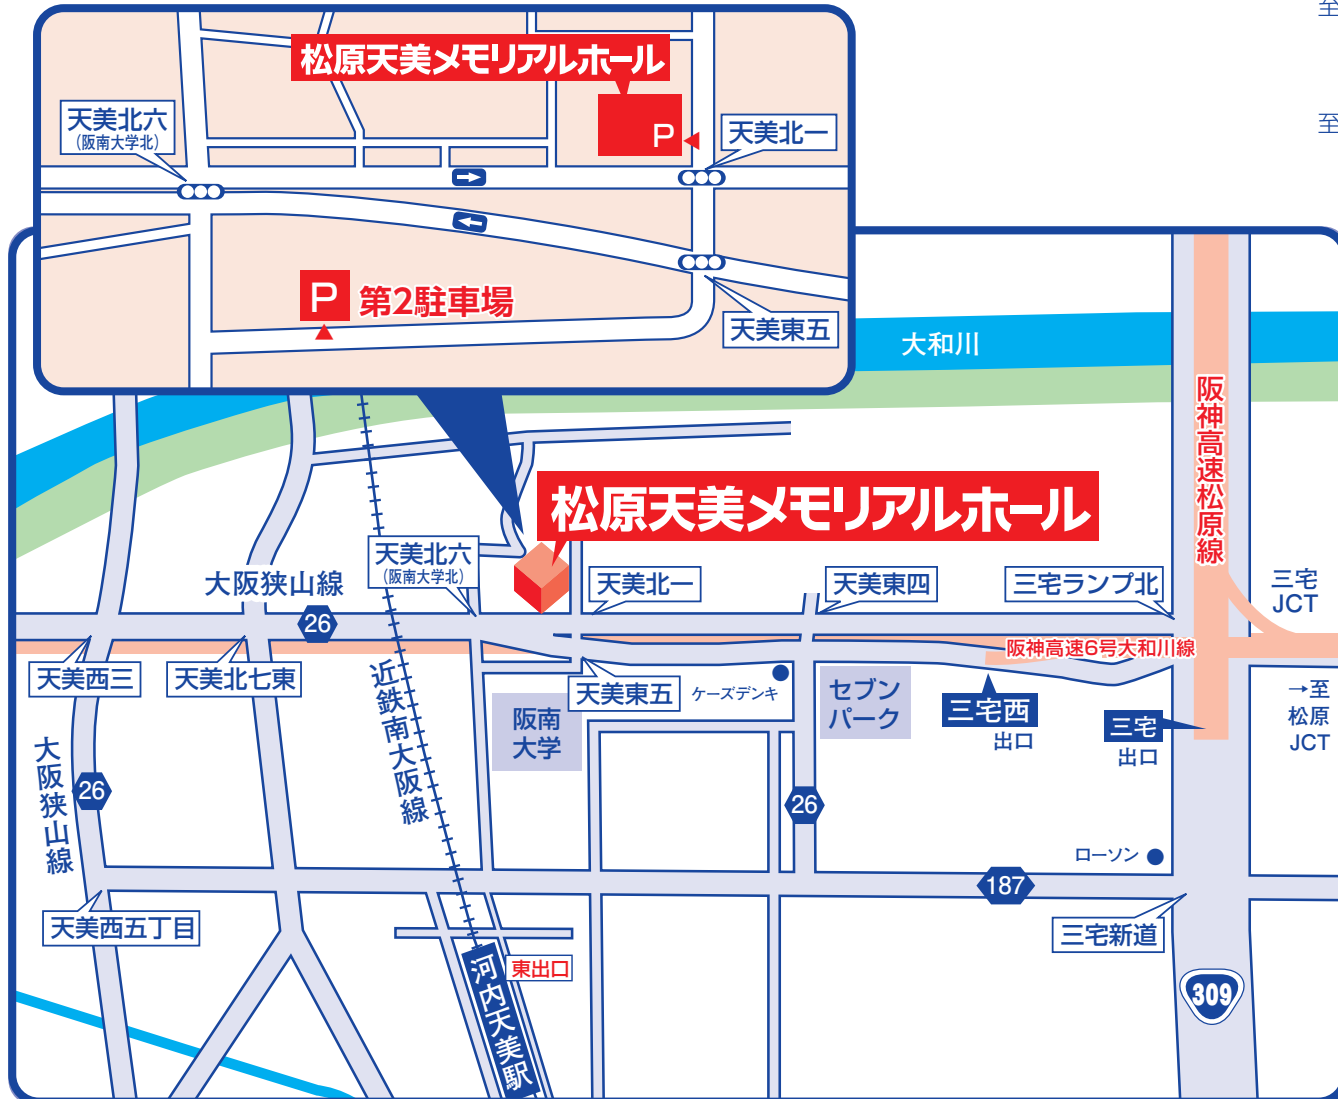 至
至
松原天美メモリアルホール
天美北六
(阪南大学北)
P
天美北一
P
第2駐車場
天美東五
大和川
阪神高速松原線
松原天美メモリアルホール
天美北六
(阪南大学北)
大阪狭山線
26
天美北一
天美東四
三宅ランプ北
三宅
JCT
阪神高速6号大和川線
天美西三
天美北七東
近鉄南大阪線
天美東五
ケーズデンキ
セブン
パーク
三宅西
出口
三宅
出口
→至
松原
JCT
阪南
大学
大阪狭山線
26
26
ローソン
187
天美西五丁目
三宅新道
東出口
河内天美駅
309